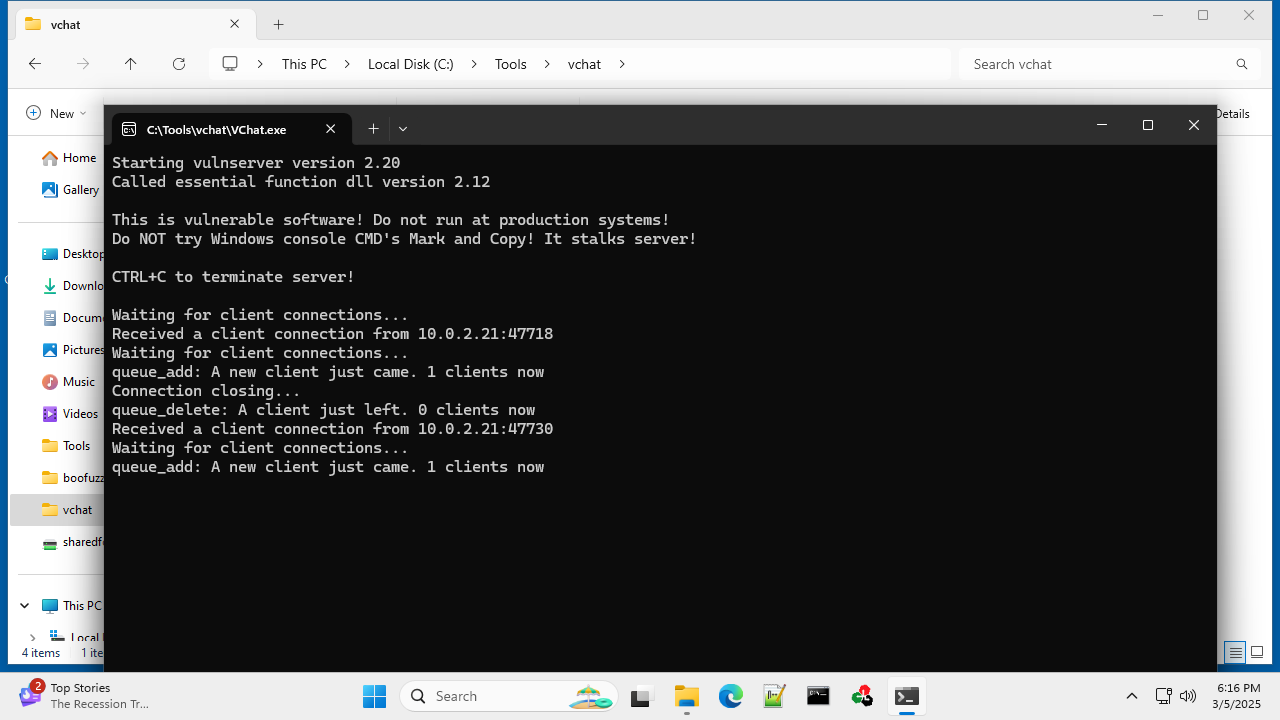 vchat
This PC
Local Disk (C:)
Tools
vchat
Search vchat
New
Details
C:\Tools\vchat\VChat.exe
Home
Gallery
Desktop
Downlo
Docume
Pictures
Music
Videos
Tools
boofuzz
vchat
sharedfo
This PC
Local
4 items
1 ite
Starting vulnserver version 2.20
Called essential function dll version 2.12
This is vulnerable software! Do not run at production systems!
Do NOT try Windows console CMD's Mark and Copy! It stalks server!
CTRL+C to terminate server!
Waiting for client connections...
Received a client connection from 10.0.2.21:47718
Waiting for client connections...
queue_add: A new client just came. 1 clients now
Connection closing...
queue_delete: A client just left. 0 clients now
Received a client connection from 10.0.2.21:47730
Waiting for client connections...
queue_add: A new client just came. 1 clients now
2
Top Stories
The Recession Tr...
Search
6:16 PM
3/5/2025